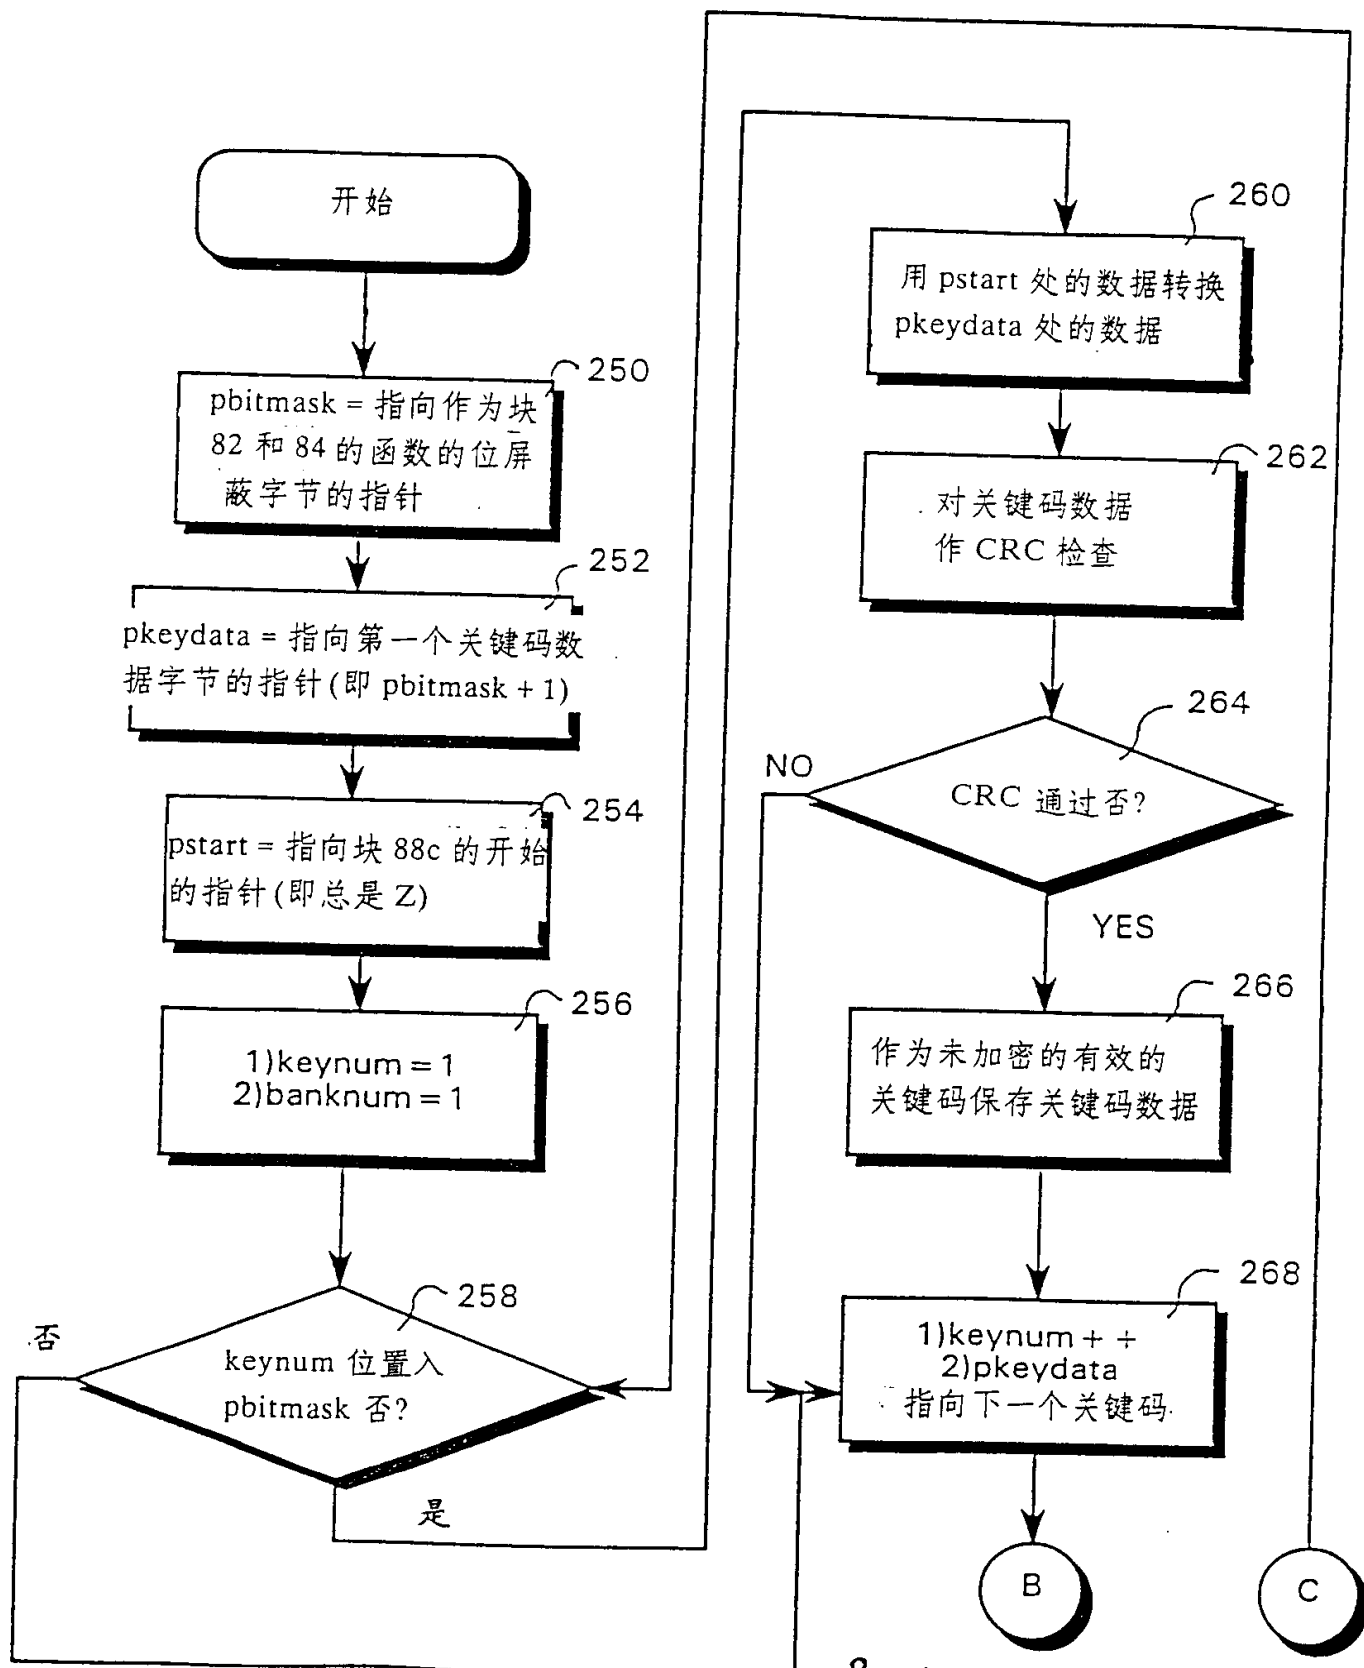 开始
250
pbitmask = 指向作为块
82 和 84 的函数的位屏
蔽字节的指针
252
pkeydata = 指向第一个关键码数
据字节的指针(即 pbitmask + 1)
254
pstart = 指向块 88c 的开始
的指针(即总是 Z)
256
1)keynum = 1
2)banknum = 1
258
否
keynum 位置入
pbitmask 否?
是
260
用 pstart 处的数据转换
pkeydata 处的数据
262
对关键码数据
作 CRC 检查
264
NO
CRC 通过否?
YES
266
作为未加密的有效的
关键码保存关键码数据
268
1)keynum + +
2)pkeydata
指向下一个关键码
B
C